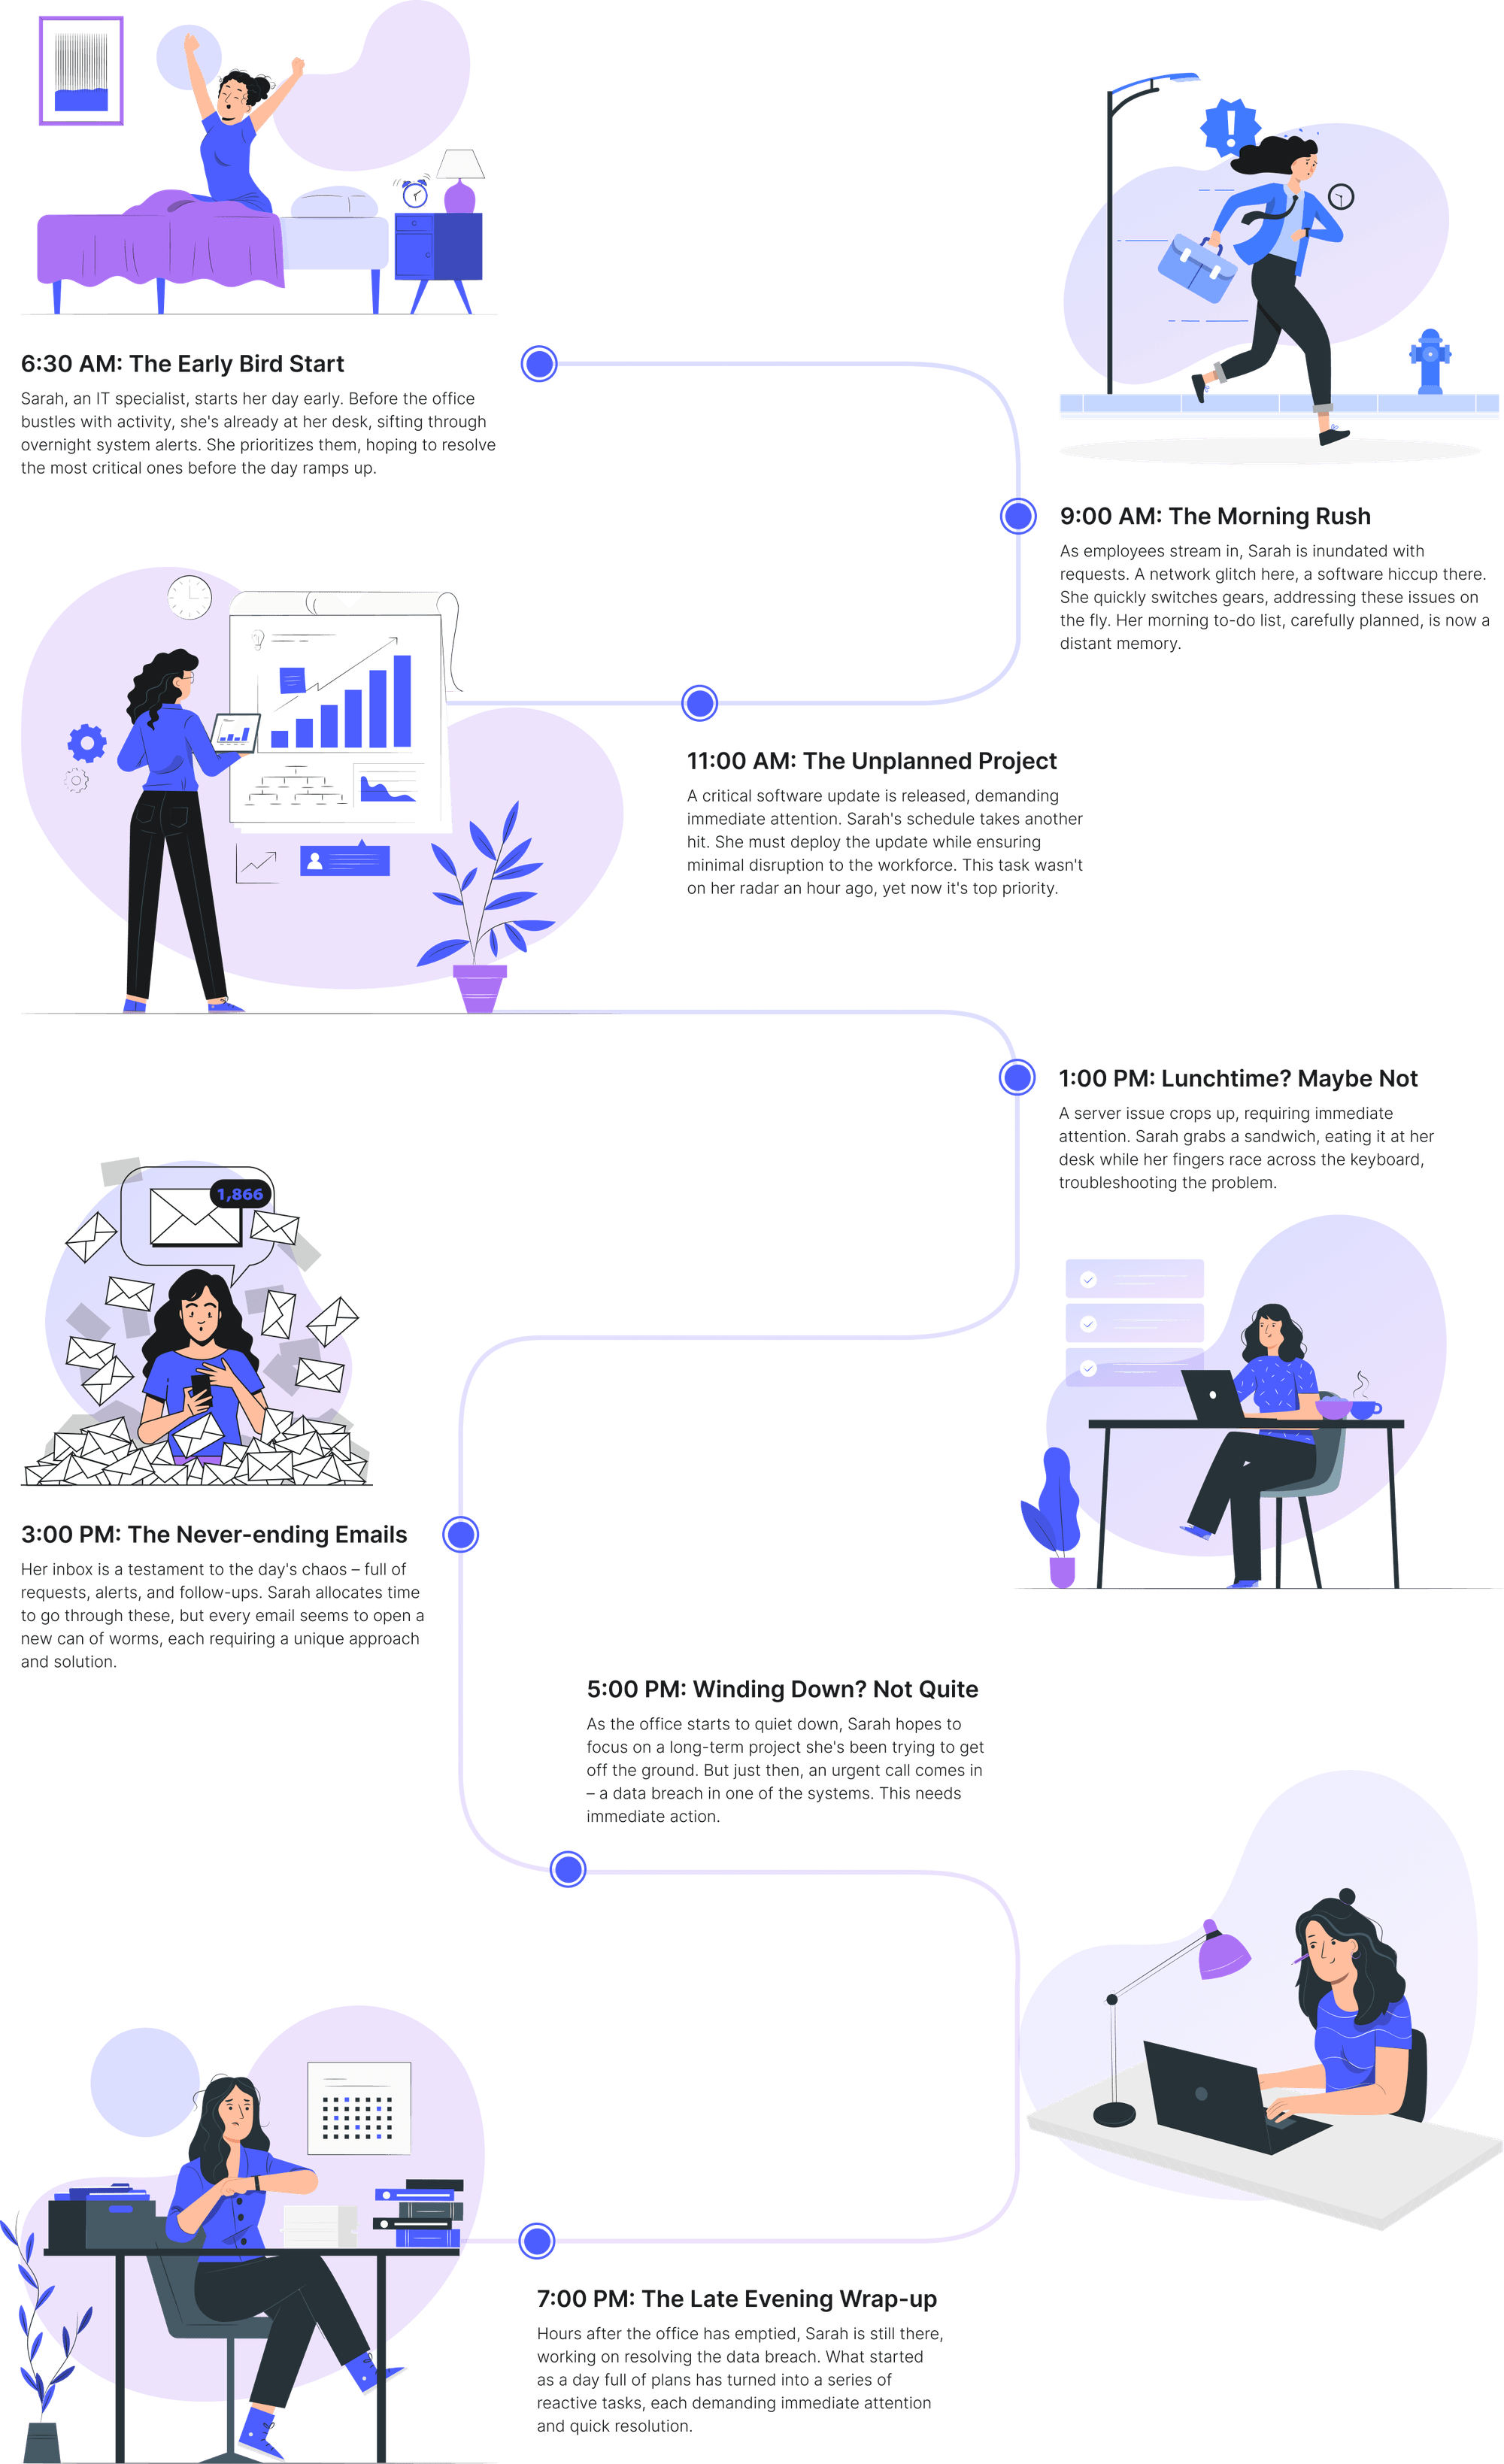 6:30 AM: The Early Bird Start
Sarah, an IT specialist, starts her day early. Before the office
bustles with activity, she's already at her desk, sifting through
overnight system alerts. She prioritizes them, hoping to resolve
the most critical ones before the day ramps up.
9:00 AM: The Morning Rush
As employees stream in, Sarah is inundated with
requests. A network glitch here, a software hiccup there.
She quickly switches gears, addressing these issues on
the fly. Her morning to-do list, carefully planned, is now a
distant memory.
11:00 AM: The Unplanned Project
A critical software update is released, demanding
immediate attention. Sarah's schedule takes another
hit. She must deploy the update while ensuring
minimal disruption to the workforce. This task wasn't
on her radar an hour ago, yet now it's top priority.
1:00 PM: Lunchtime? Maybe Not
A server issue crops up, requiring immediate
attention. Sarah grabs a sandwich, eating it at her
desk while her fingers race across the keyboard,
troubleshooting the problem.
1,866
3:00 PM: The Never-ending Emails
Her inbox is a testament to the day's chaos – full of
requests, alerts, and follow-ups. Sarah allocates time
to go through these, but every email seems to open a
new can of worms, each requiring a unique approach
and solution.
5:00 PM: Winding Down? Not Quite
As the office starts to quiet down, Sarah hopes to
focus on a long-term project she's been trying to get
off the ground. But just then, an urgent call comes in
– a data breach in one of the systems. This needs
immediate action.
7:00 PM: The Late Evening Wrap-up
Hours after the office has emptied, Sarah is still there,
working on resolving the data breach. What started
as a day full of plans has turned into a series of
reactive tasks, each demanding immediate attention
and quick resolution.